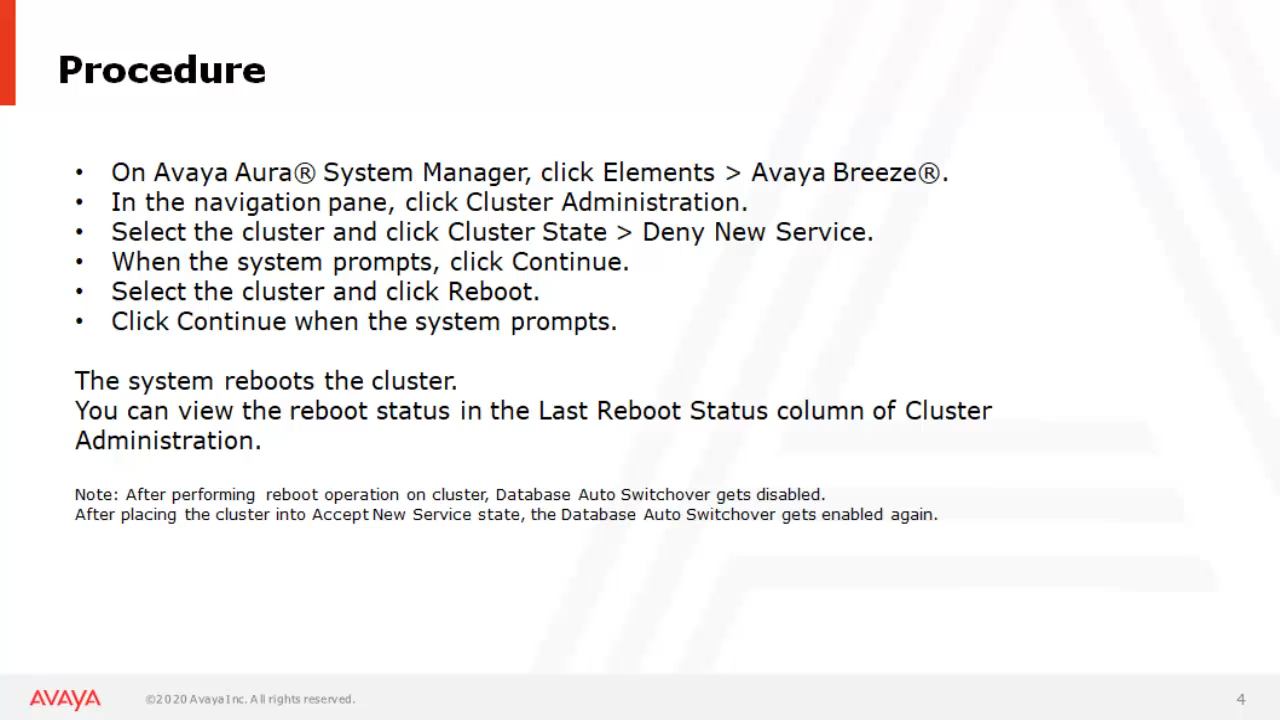 Procedure
• On Avaya Aura® System Manager, click Elements > Avaya Breeze®.
• In the navigation pane, click Cluster Administration.
• Select the cluster and click Cluster State > Deny New Service.
• When the system prompts, click Continue.
• Select the cluster and click Reboot.
• Click Continue when the system prompts.
The system reboots the cluster.
You can view the reboot status in the Last Reboot Status column of Cluster
Administration.
Note: After performing reboot operation on cluster, Database Auto Switchover gets disabled.
After placing the cluster into Accept New Service state, the Database Auto Switchover gets enabled again.
AVAYA ©2020 Avaya Inc. All rights reserved. 4